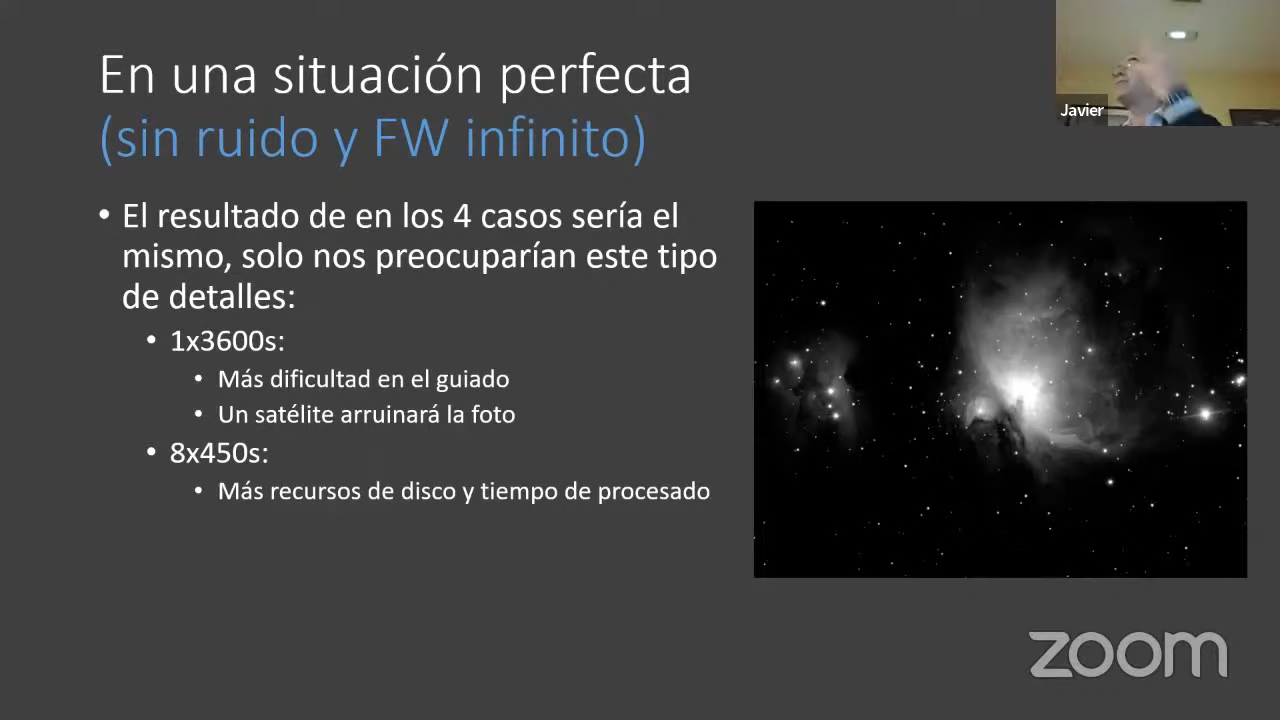 En una situación perfecta
(sin ruido y FW infinito)
• El resultado de en los 4 casos sería el
mismo, solo nos preocuparían este tipo
de detalles:
• 1x3600s:
• Más dificultad en el guiado
• Un satélite arruinará la foto
• 8x450s:
• Más recursos de disco y tiempo de procesado
Javier
zoom